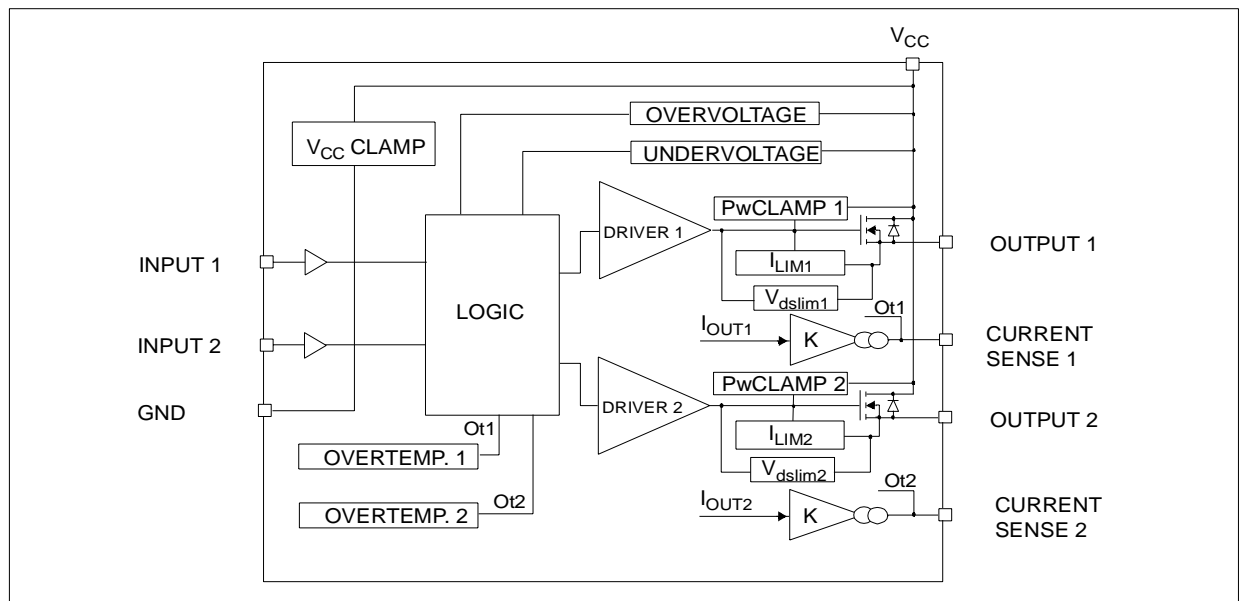 VCC
OVERVOLTAGE
VCC CLAMP
UNDERVOLTAGE
PwCLAMP 1
DRIVER 1
OUTPUT 1
INPUT 1
ILIM1
Vdslim1
LOGIC
IOUT1
Ot1
K
CURRENT
SENSE 1
INPUT 2
PwCLAMP 2
DRIVER 2
GND
OUTPUT 2
Ot1
ILIM2
OVERTEMP. 1
Vdslim2
Ot2
Ot2
IOUT2
K
OVERTEMP. 2
CURRENT
SENSE 2